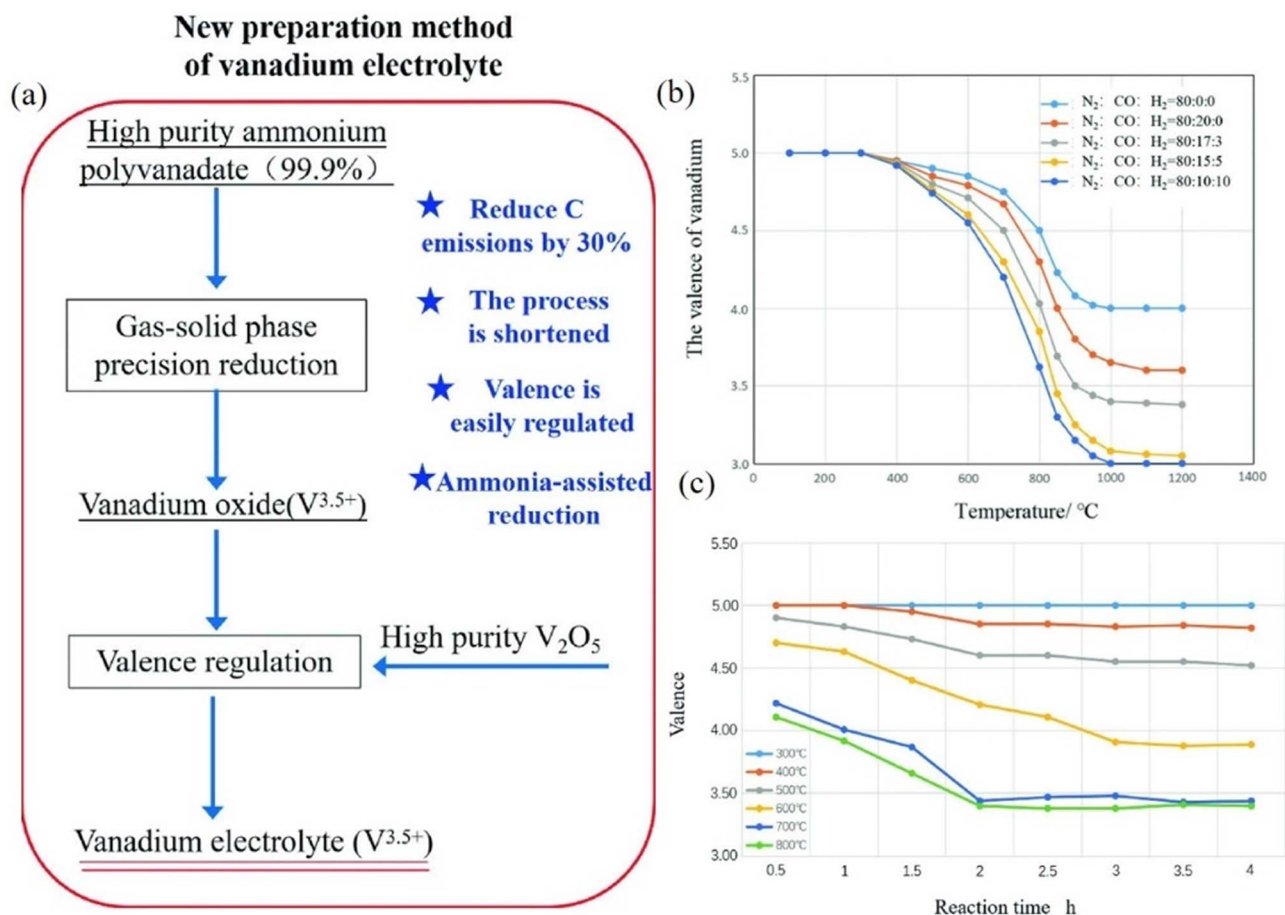 New preparation method
of vanadium electrolyte
(a)
High purity ammonium
polyvanadate（99.9%）
Gas-solid phase
precision reduction
Vanadium oxide(V3.5+)
Valence regulation
High purity V2O5
Vanadium electrolyte (V3.5+)
★ Reduce C
emissions by 30%
★ The process
is shortened
★ Valence is
easily regulated
★ Ammonia-assisted
reduction
(b)
The valence of vanadium
5.5
5.0
4.5
4.0
3.5
3.0
N2： CO： H2=80:0:0
N2： CO： H2=80:20:0
N2： CO： H2=80:17:3
N2： CO： H2=80:15:5
N2： CO： H2=80:10:10
0 200 400 600 800 1000 1200 1400
Temperature/ °C
(c)
Valence
5.50
5.00
4.50
4.00
3.50
3.00
300℃
400℃
500℃
600℃
700℃
800℃
0.5 1 1.5 2 2.5 3 3.5 4
Reaction time h